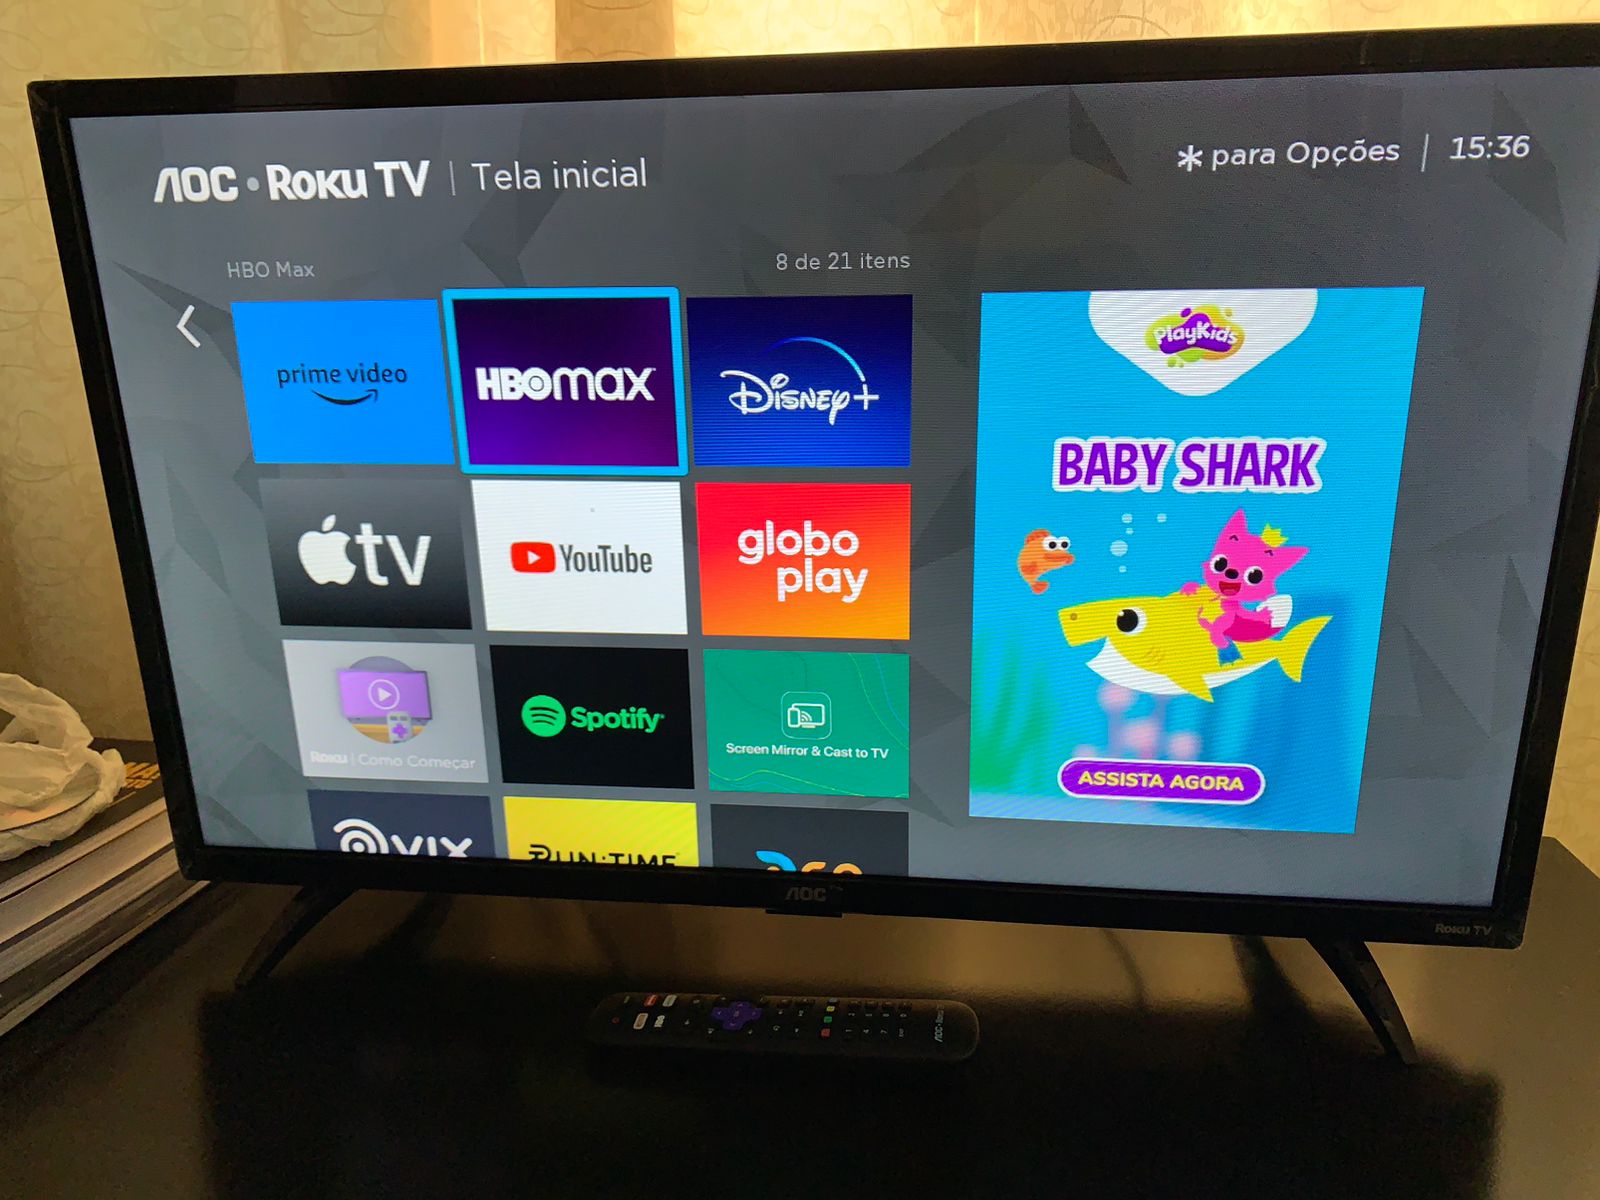 AOC • Roku TV | Tela inicial
* para Opções | 15:36
HBO Max
8 de 21 itens
prime video
HBOmax
Disney+
tv
YouTube
globo
play
Roku | Como Começar
Spotify
Screen Mirror & Cast to TV
VIX
RUN:TIME
PlayKids
BABY SHARK
ASSISTA AGORA
AOC
Roku TV